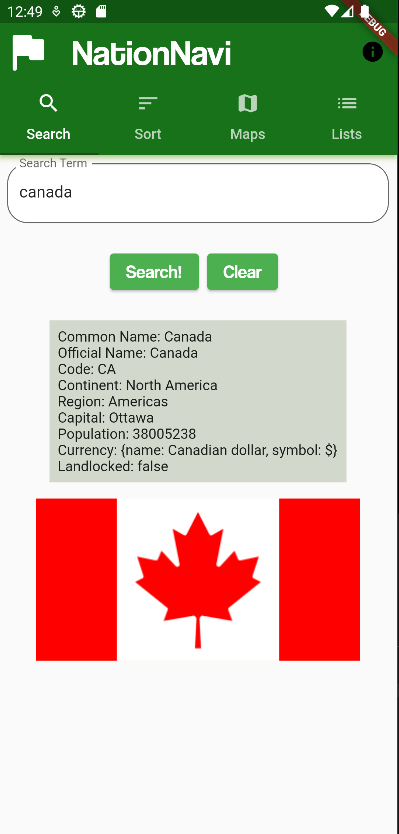 12:49
DEBUG
NationNavi
Search Sort Maps Lists
Search Term
canada
Search! Clear
Common Name: Canada
Official Name: Canada
Code: CA
Continent: North America
Region: Americas
Capital: Ottawa
Population: 38005238
Currency: {name: Canadian dollar, symbol: $}
Landlocked: false